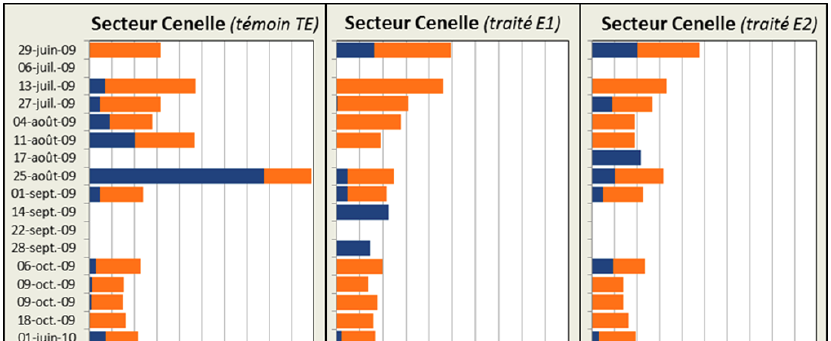 Secteur Cenelle (témoin TE)
Secteur Cenelle (traité E1)
Secteur Cenelle (traité E2)
29-juin-09
06-juil.-09
13-juil.-09
27-juil.-09
04-août-09
11-août-09
17-août-09
25-août-09
01-sept.-09
14-sept.-09
22-sept.-09
28-sept.-09
06-oct.-09
09-oct.-09
09-oct.-09
18-oct.-09
01-juin-10